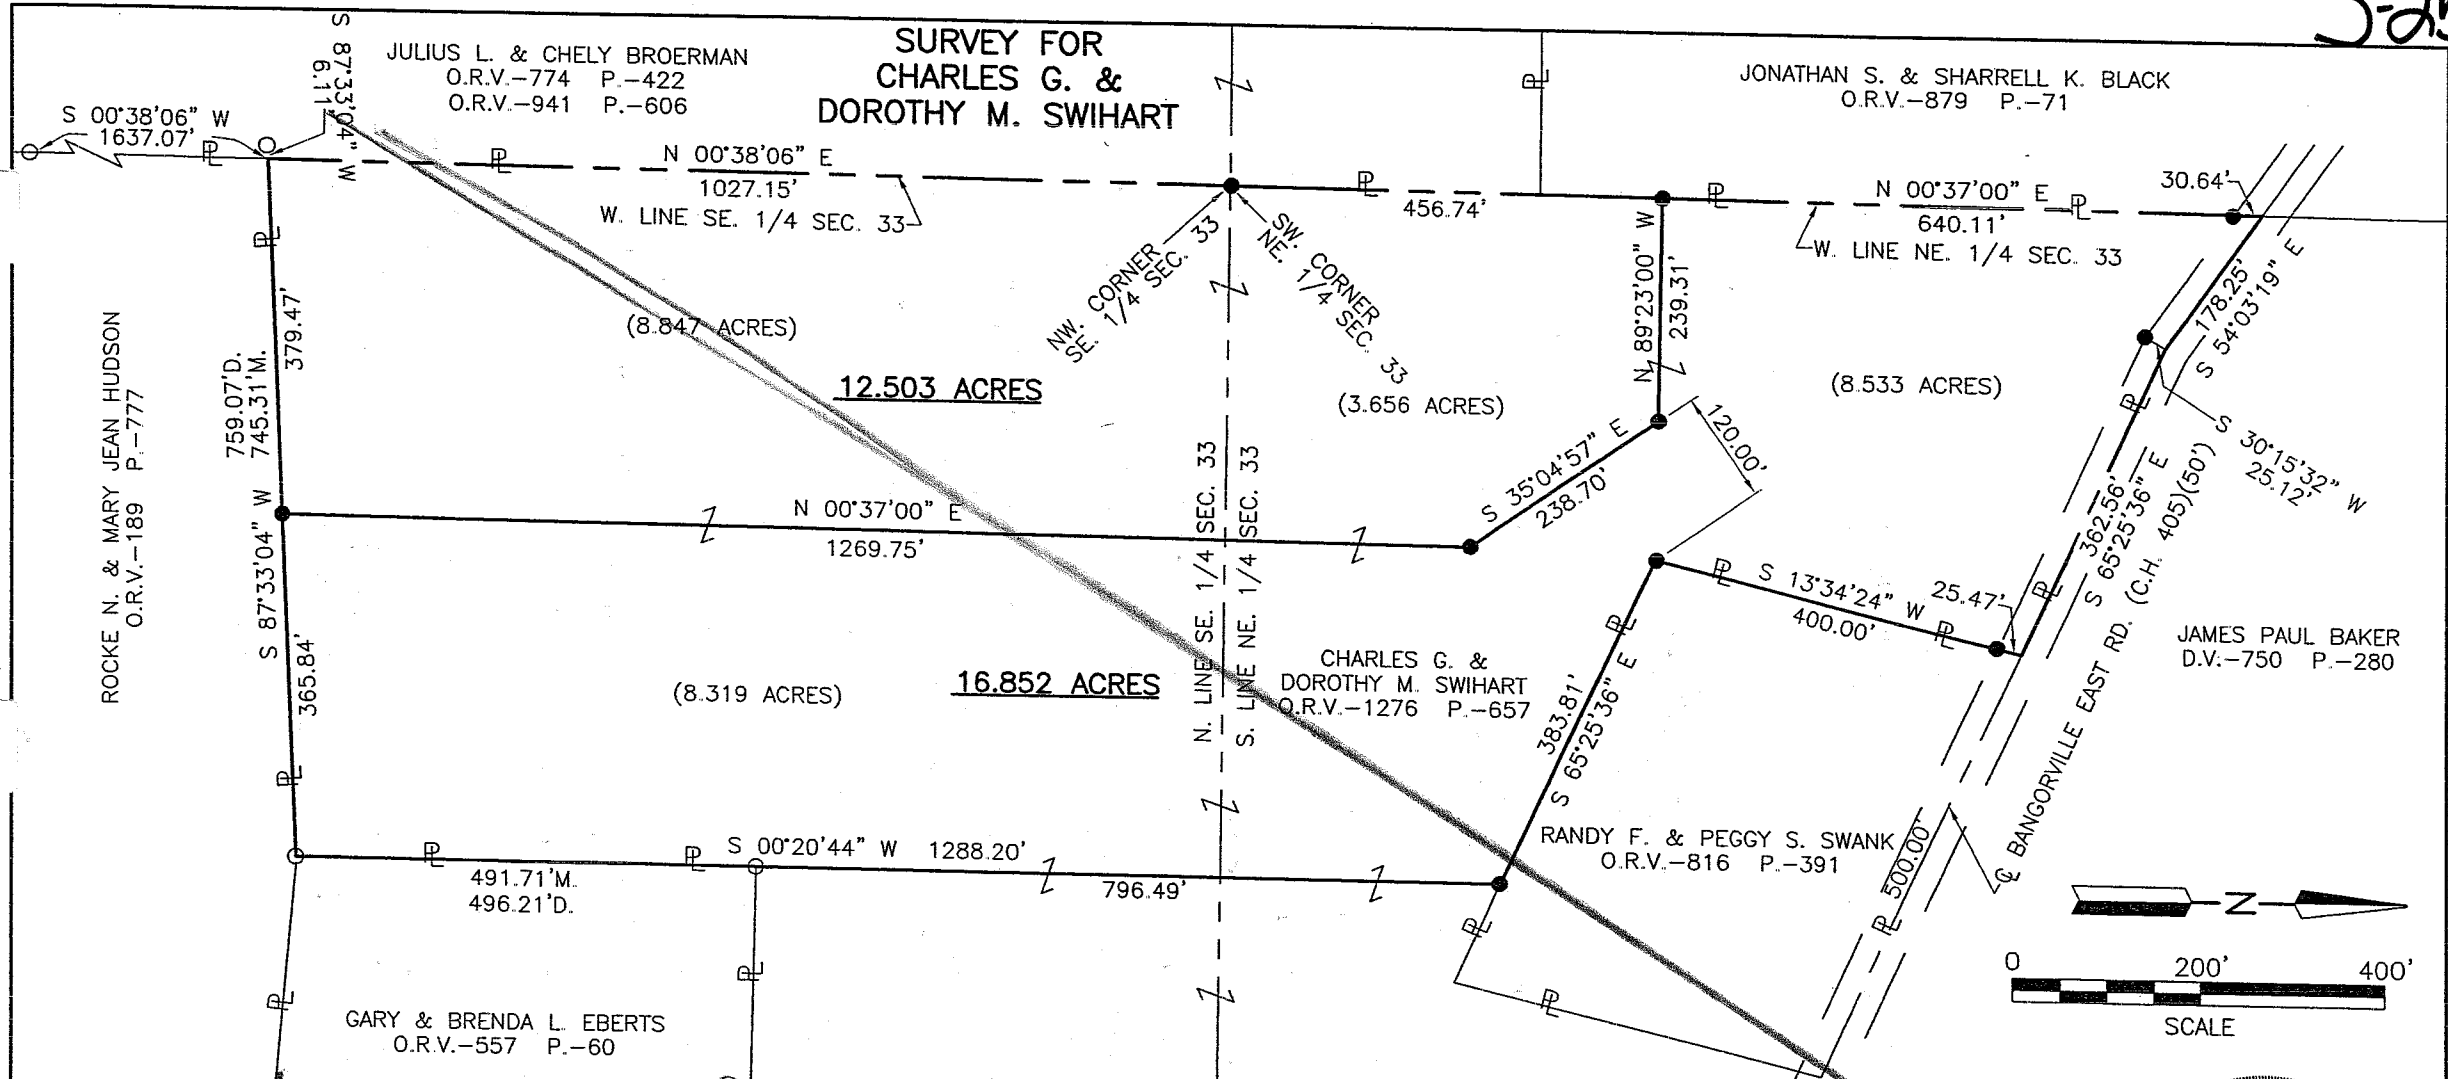 SURVEY FOR
CHARLES G. &
DOROTHY M. SWIHART
JULIUS L. & CHELY BROERMAN
O.R.V.-774 P.-422
O.R.V.-941 P.-606
JONATHAN S. & SHARRELL K. BLACK
O.R.V.-879 P.-71
S 87°33'04" W
6.11'
S 00°38'06" W
1637.07'
N 00°38'06" E
1027.15'
W. LINE SE. 1/4 SEC. 33
456.74'
N 00°37'00" E
640.11'
W. LINE NE. 1/4 SEC. 33
30.64'
NW. CORNER
SE. 1/4 SEC. 33
SW. CORNER
NE. 1/4 SEC. 33
N 89°23'00" W
239.31'
178.25'
S 54°03'19" E
379.47'
759.07'D.
745.31'M.
S 87°33'04" W
365.84'
ROCKE N. & MARY JEAN HUDSON
O.R.V.-189 P.-777
(8.847 ACRES)
12.503 ACRES
(3.656 ACRES)
(8.533 ACRES)
120.00'
S 35°04'57" E
238.70'
S 30°15'32" W
25.12'
362.56'
S 65°25'36" E
N 00°37'00" E
1269.75'
N. LINE SE. 1/4 SEC. 33
S. LINE NE. 1/4 SEC. 33
S 13°34'24" W
400.00'
25.47'
℄ BANGORVILLE EAST RD. (C.H. 405)(50')
JAMES PAUL BAKER
D.V.-750 P.-280
(8.319 ACRES)
16.852 ACRES
CHARLES G. &
DOROTHY M. SWIHART
O.R.V.-1276 P.-657
383.81'
S 65°25'36" E
RANDY F. & PEGGY S. SWANK
O.R.V.-816 P.-391
500.00'
S 00°20'44" W 1288.20'
491.71'M.
496.21'D.
796.49'
GARY & BRENDA L. EBERTS
O.R.V.-557 P.-60
N
0 200' 400'
SCALE